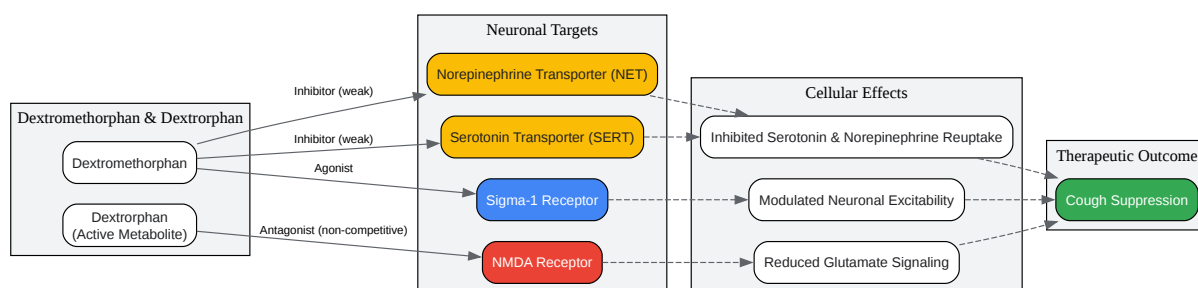 Dextromethorphan & Dextrorphan
Dextromethorphan
Dextrorphan
(Active Metabolite)
Inhibitor (weak)
Inhibitor (weak)
Agonist
Antagonist (non-competitive)
Neuronal Targets
Norepinephrine Transporter (NET)
Serotonin Transporter (SERT)
Sigma-1 Receptor
NMDA Receptor
Cellular Effects
Inhibited Serotonin & Norepinephrine Reuptake
Modulated Neuronal Excitability
Reduced Glutamate Signaling
Therapeutic Outcome
Cough Suppression